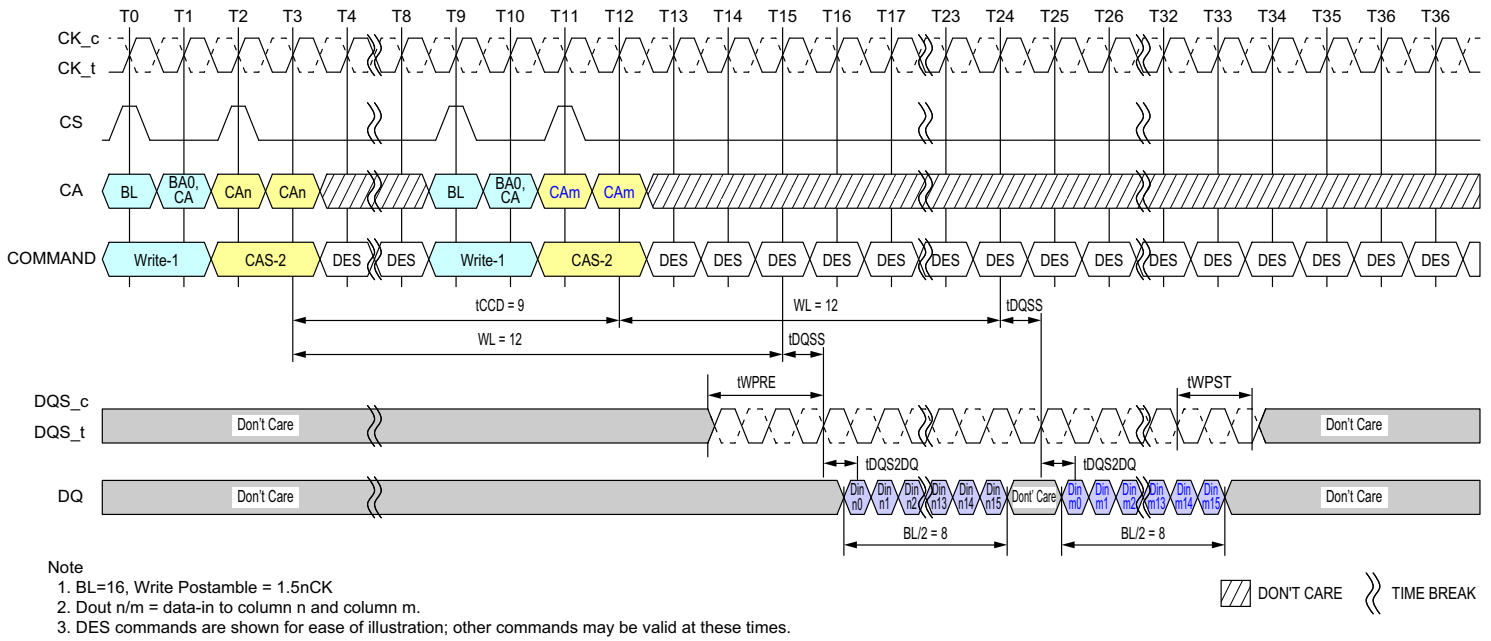 T0 T1 T2 T3 T4 T8 T9 T10 T11 T12 T13 T14 T15 T16 T17 T23 T24 T25 T26 T32 T33 T34 T35 T36 T36
CK_c
CK_t
CS
CA BL BA0, CA CAn CAn BL BA0, CA CAm CAm
COMMAND Write-1 CAS-2 DES DES Write-1 CAS-2 DES DES DES DES DES DES DES DES DES DES DES DES DES DES DES
tCCD = 9 WL = 12 tDQSS
WL = 12 tDQSS
tWPRE tWPST
DQS_c
DQS_t Don't Care Don't Care
tDQS2DQ tDQS2DQ
DQ Don't Care Din n0 Din n1 Din n2 Din n13 Din n14 Din n15 Dont' Care Din m0 Din m1 Din m2 Din m13 Din m14 Din m15 Don't Care
BL/2 = 8 BL/2 = 8
Note
1. BL=16, Write Postamble = 1.5nCK
2. Dout n/m = data-in to column n and column m.
3. DES commands are shown for ease of illustration; other commands may be valid at these times.
DON'T CARE TIME BREAK